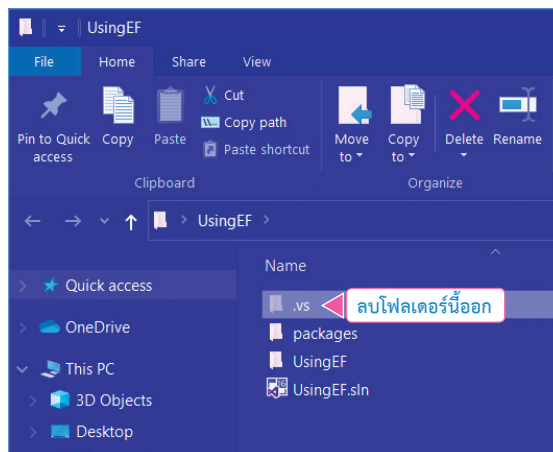 UsingEF
File Home Share View
Pin to Quick access
Copy
Paste
Cut
Copy path
Paste shortcut
Move to
Copy to
Delete
Rename
Clipboard
Organize
UsingEF
Name
Quick access
.vs
ลบโฟลเดอร์นี้ออก
OneDrive
packages
This PC
UsingEF
3D Objects
UsingEF.sln
Desktop